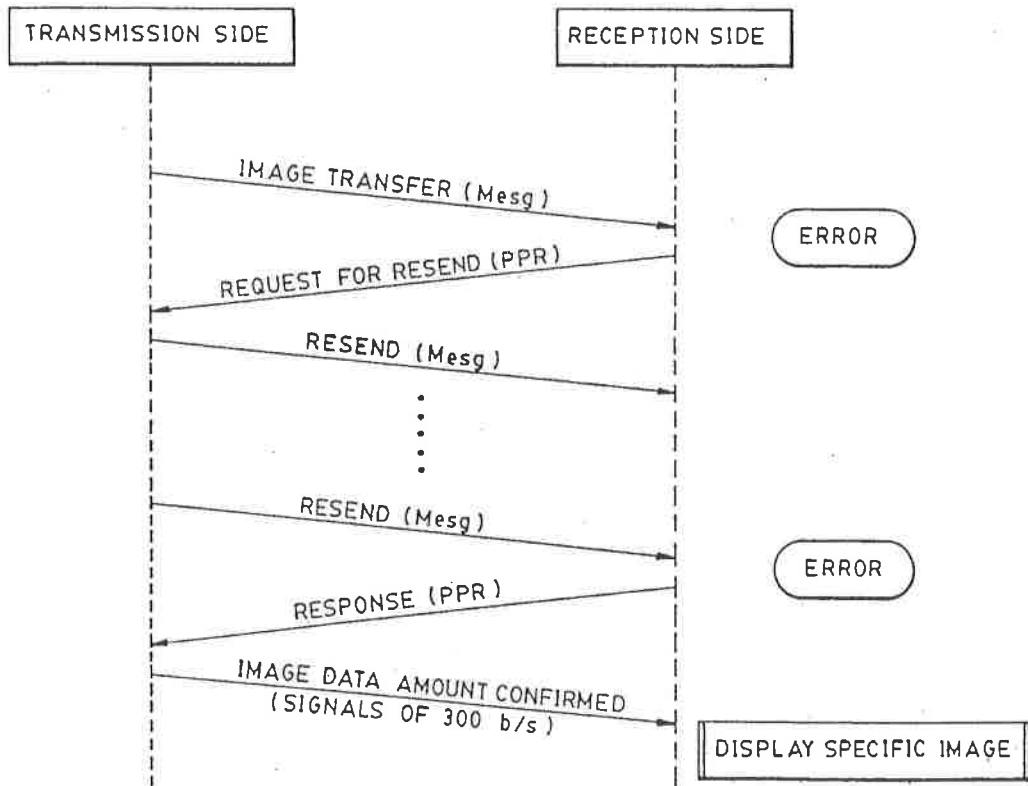 TRANSMISSION SIDE
RECEPTION SIDE
IMAGE TRANSFER (Mesg)
ERROR
REQUEST FOR RESEND (PPR)
RESEND (Mesg)
RESEND (Mesg)
ERROR
RESPONSE (PPR)
IMAGE DATA AMOUNT CONFIRMED
(SIGNALS OF 300 b/s)
DISPLAY SPECIFIC IMAGE